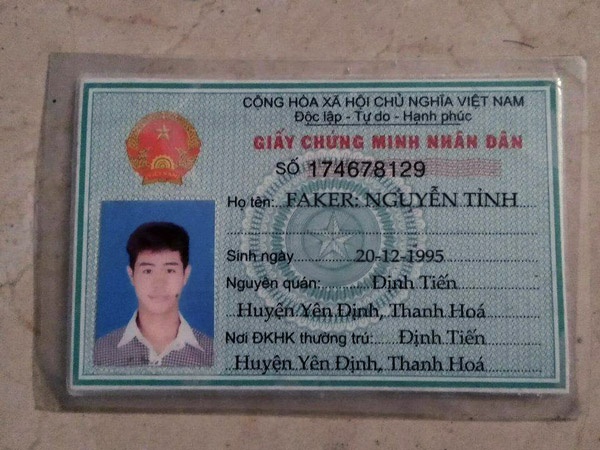 CỘNG HÒA XÃ HỘI CHỦ NGHĨA VIỆT NAM
Độc lập - Tự do - Hạnh phúc
GIẤY CHỨNG MINH NHÂN DÂN
SỐ 174678129
Họ tên: FAKER: NGUYỄN TỈNH
Sinh ngày 20-12-1995
Nguyên quán: Định Tiến
Huyện Yên Định, Thanh Hoá
Nơi ĐKHK thường trú: Định Tiến
Huyện Yên Định, Thanh Hoá